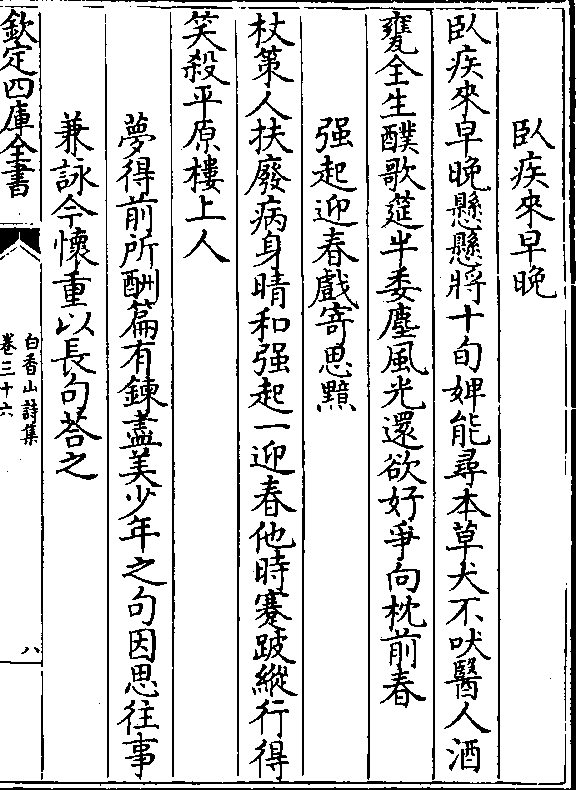 臥疾來早晚
臥疾來早晚懸懸將十旬婢能尋本草犬不吠醫人酒
甕全生醭歌筵半委塵風光還欲好爭向枕前春
强起迎春戲寄思黯
杖策人扶廢病身晴和强起一迎春他時蹇跛縱行得
笑殺平原樓上人
夢得前所酬篇有鍊盡美少年之句因思往事
兼詠今懷重以長句荅之
欽定四庫全書
白香山詩集
卷三十六
八